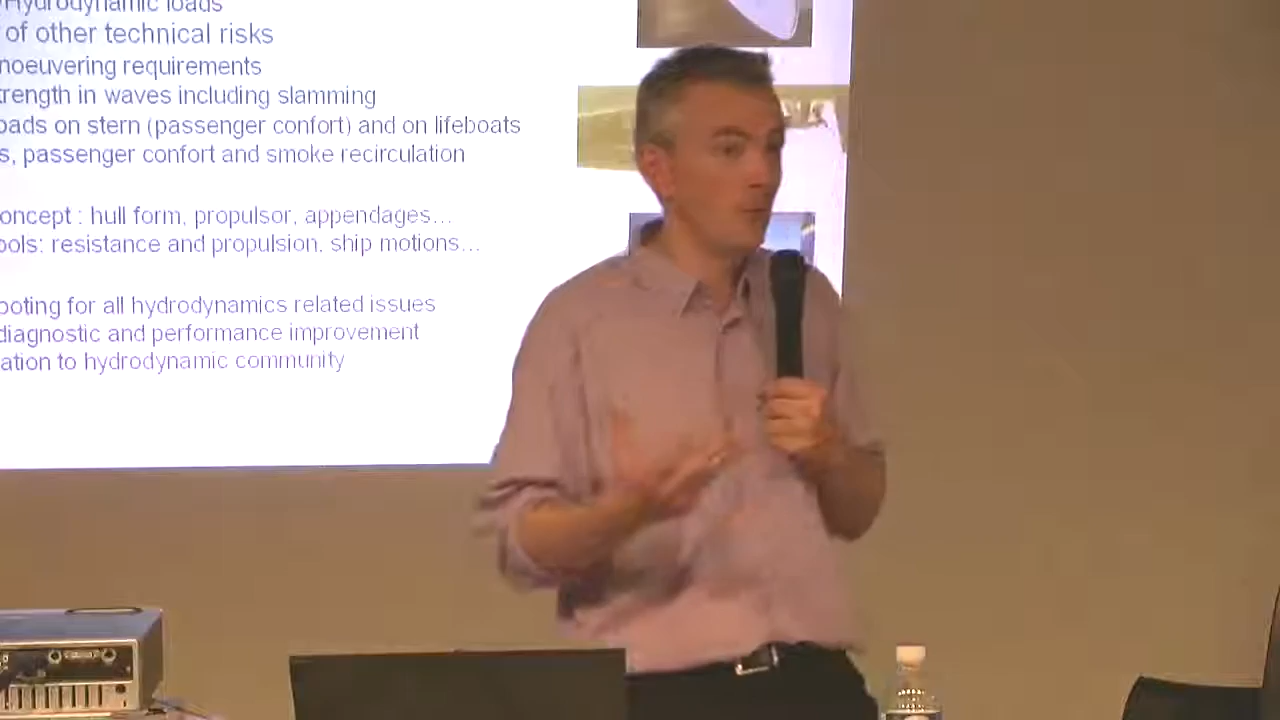 Hydrodynamic loads
of other technical risks
noeuvering requirements
trength in waves including slamming
oads on stern (passenger confort) and on lifeboats
s, passenger confort and smoke recirculation
oncept : hull form, propulsor, appendages...
ools: resistance and propulsion, ship motions...
ooting for all hydrodynamics related issues
diagnostic and performance improvement
ation to hydrodynamic community